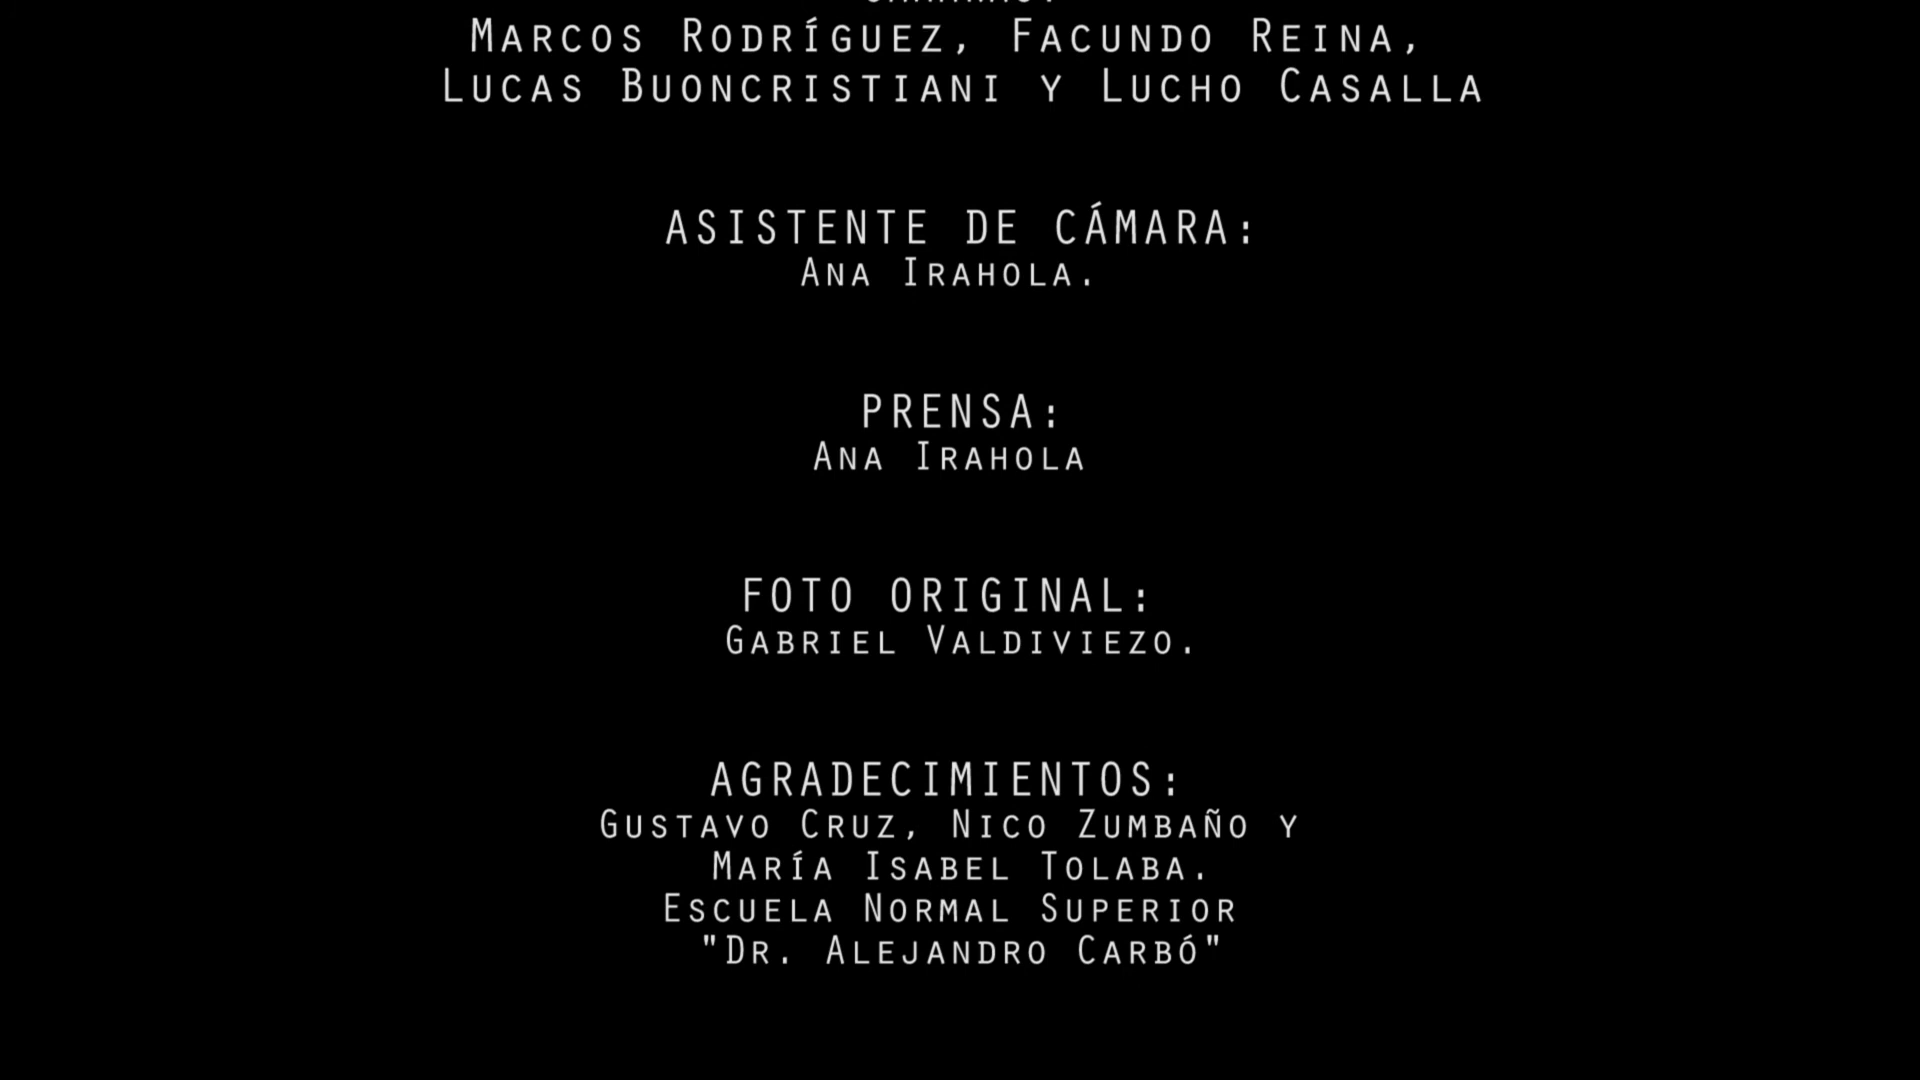 Marcos Rodríguez, Facundo Reina,
Lucas Buoncristiani y Lucho Casalla
ASISTENTE DE CÁMARA:
Ana Irahola.
PRENSA:
Ana Irahola
FOTO ORIGINAL:
Gabriel Valdiviezo.
AGRADECIMIENTOS:
Gustavo Cruz, Nico Zumbaño y
María Isabel Tolaba.
Escuela Normal Superior
"Dr. Alejandro Carbó"